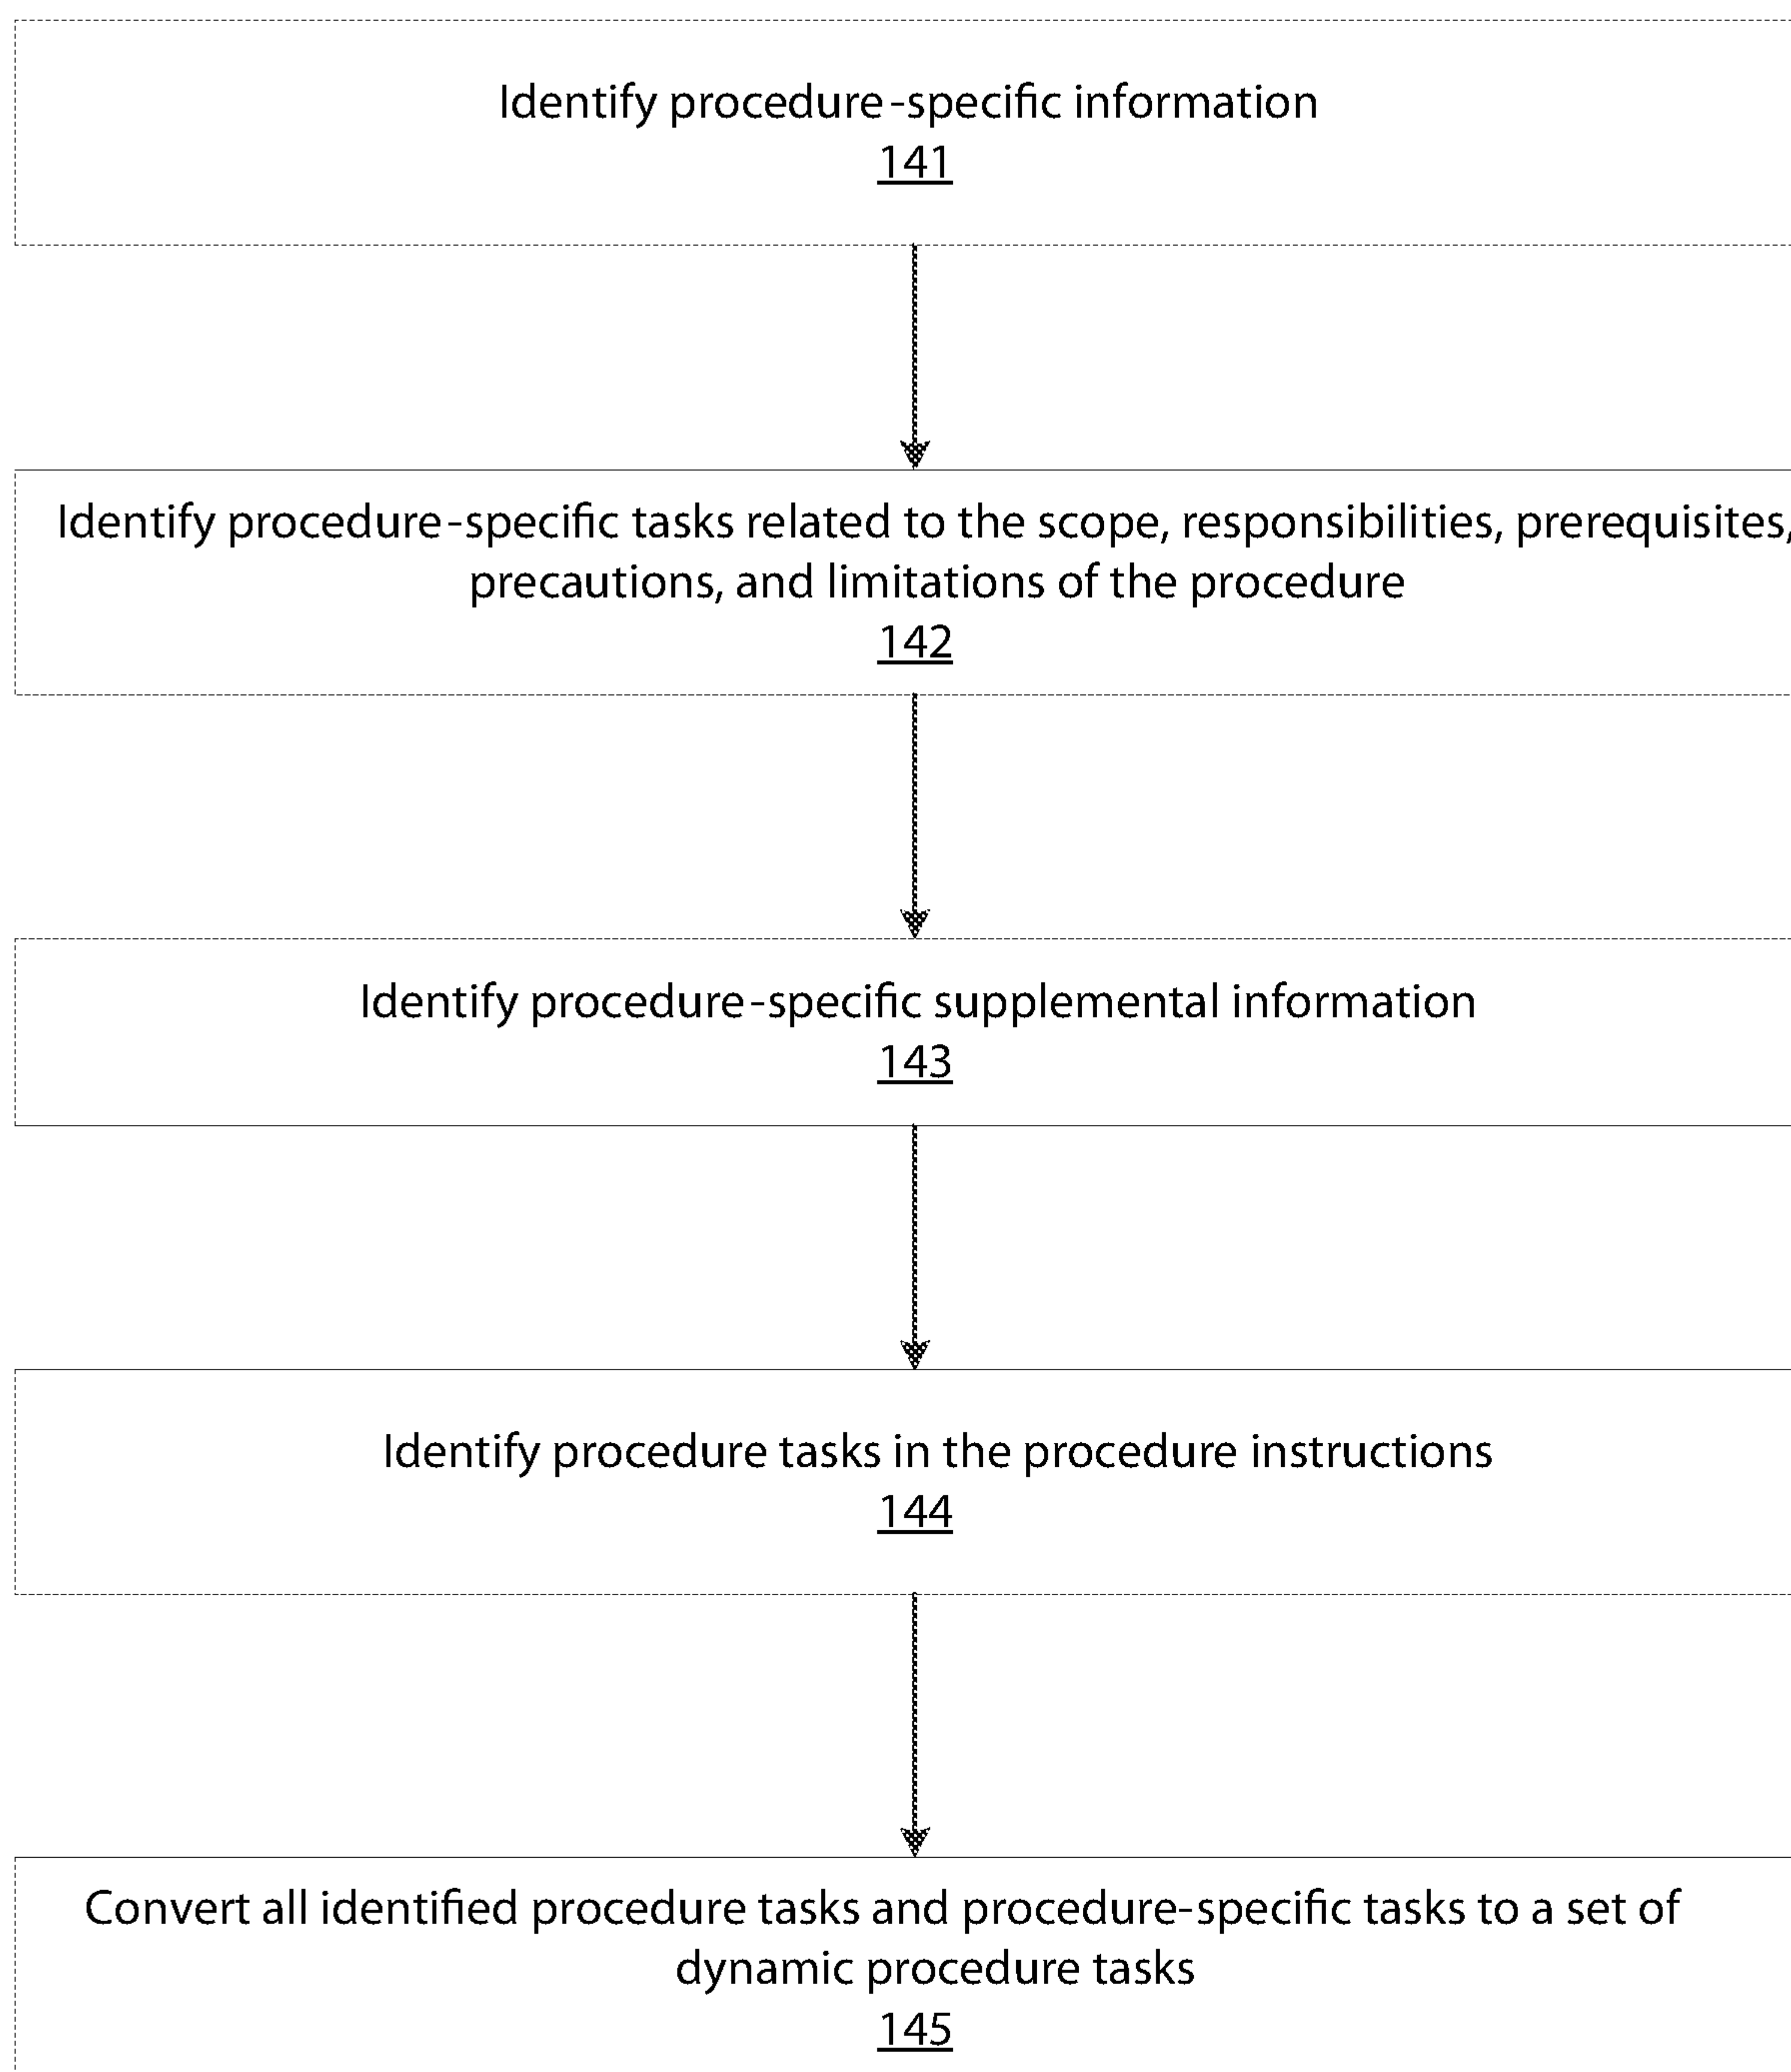 Identify procedure-specific information
141
Identify procedure-specific tasks related to the scope, responsibilities, prerequisites,
precautions, and limitations of the procedure
142
Identify procedure-specific supplemental information
143
Identify procedure tasks in the procedure instructions
144
Convert all identified procedure tasks and procedure-specific tasks to a set of
dynamic procedure tasks
145